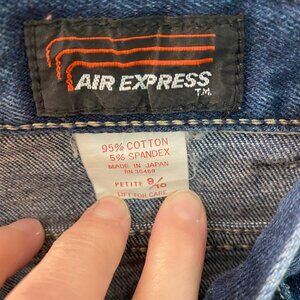 AIR EXPRESS
T.M.
95% COTTON
5% SPANDEX
MADE IN JAPAN
RN 36469
PETITE 9/10
LIFT FOR CARE